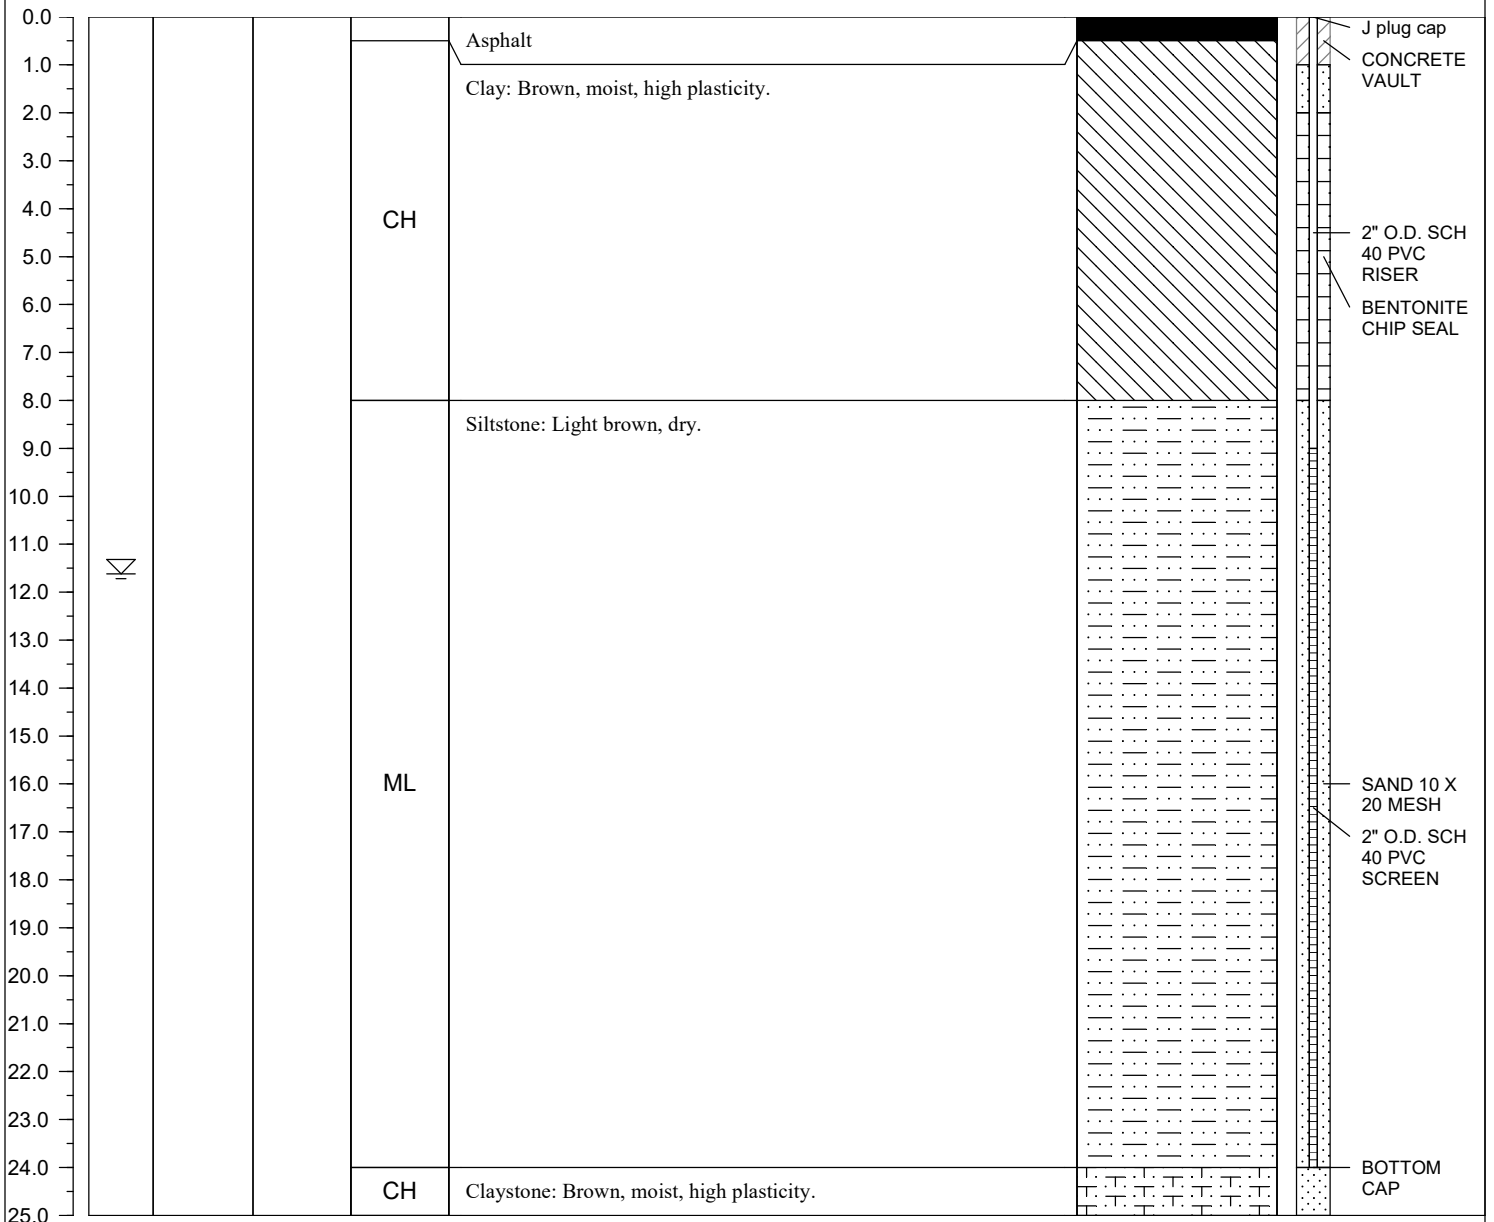 0.0
J plug cap
Asphalt
CONCRETE
VAULT
1.0
Clay: Brown, moist, high plasticity.
2.0
3.0
4.0
CH
2" O.D. SCH
40 PVC
RISER
5.0
6.0
BENTONITE
CHIP SEAL
7.0
8.0
Siltstone: Light brown, dry.
9.0
10.0
11.0
12.0
13.0
14.0
15.0
16.0
ML
SAND 10 X
20 MESH
17.0
2" O.D. SCH
40 PVC
SCREEN
18.0
19.0
20.0
21.0
22.0
23.0
24.0
BOTTOM
CAP
CH
Claystone: Brown, moist, high plasticity.
25.0